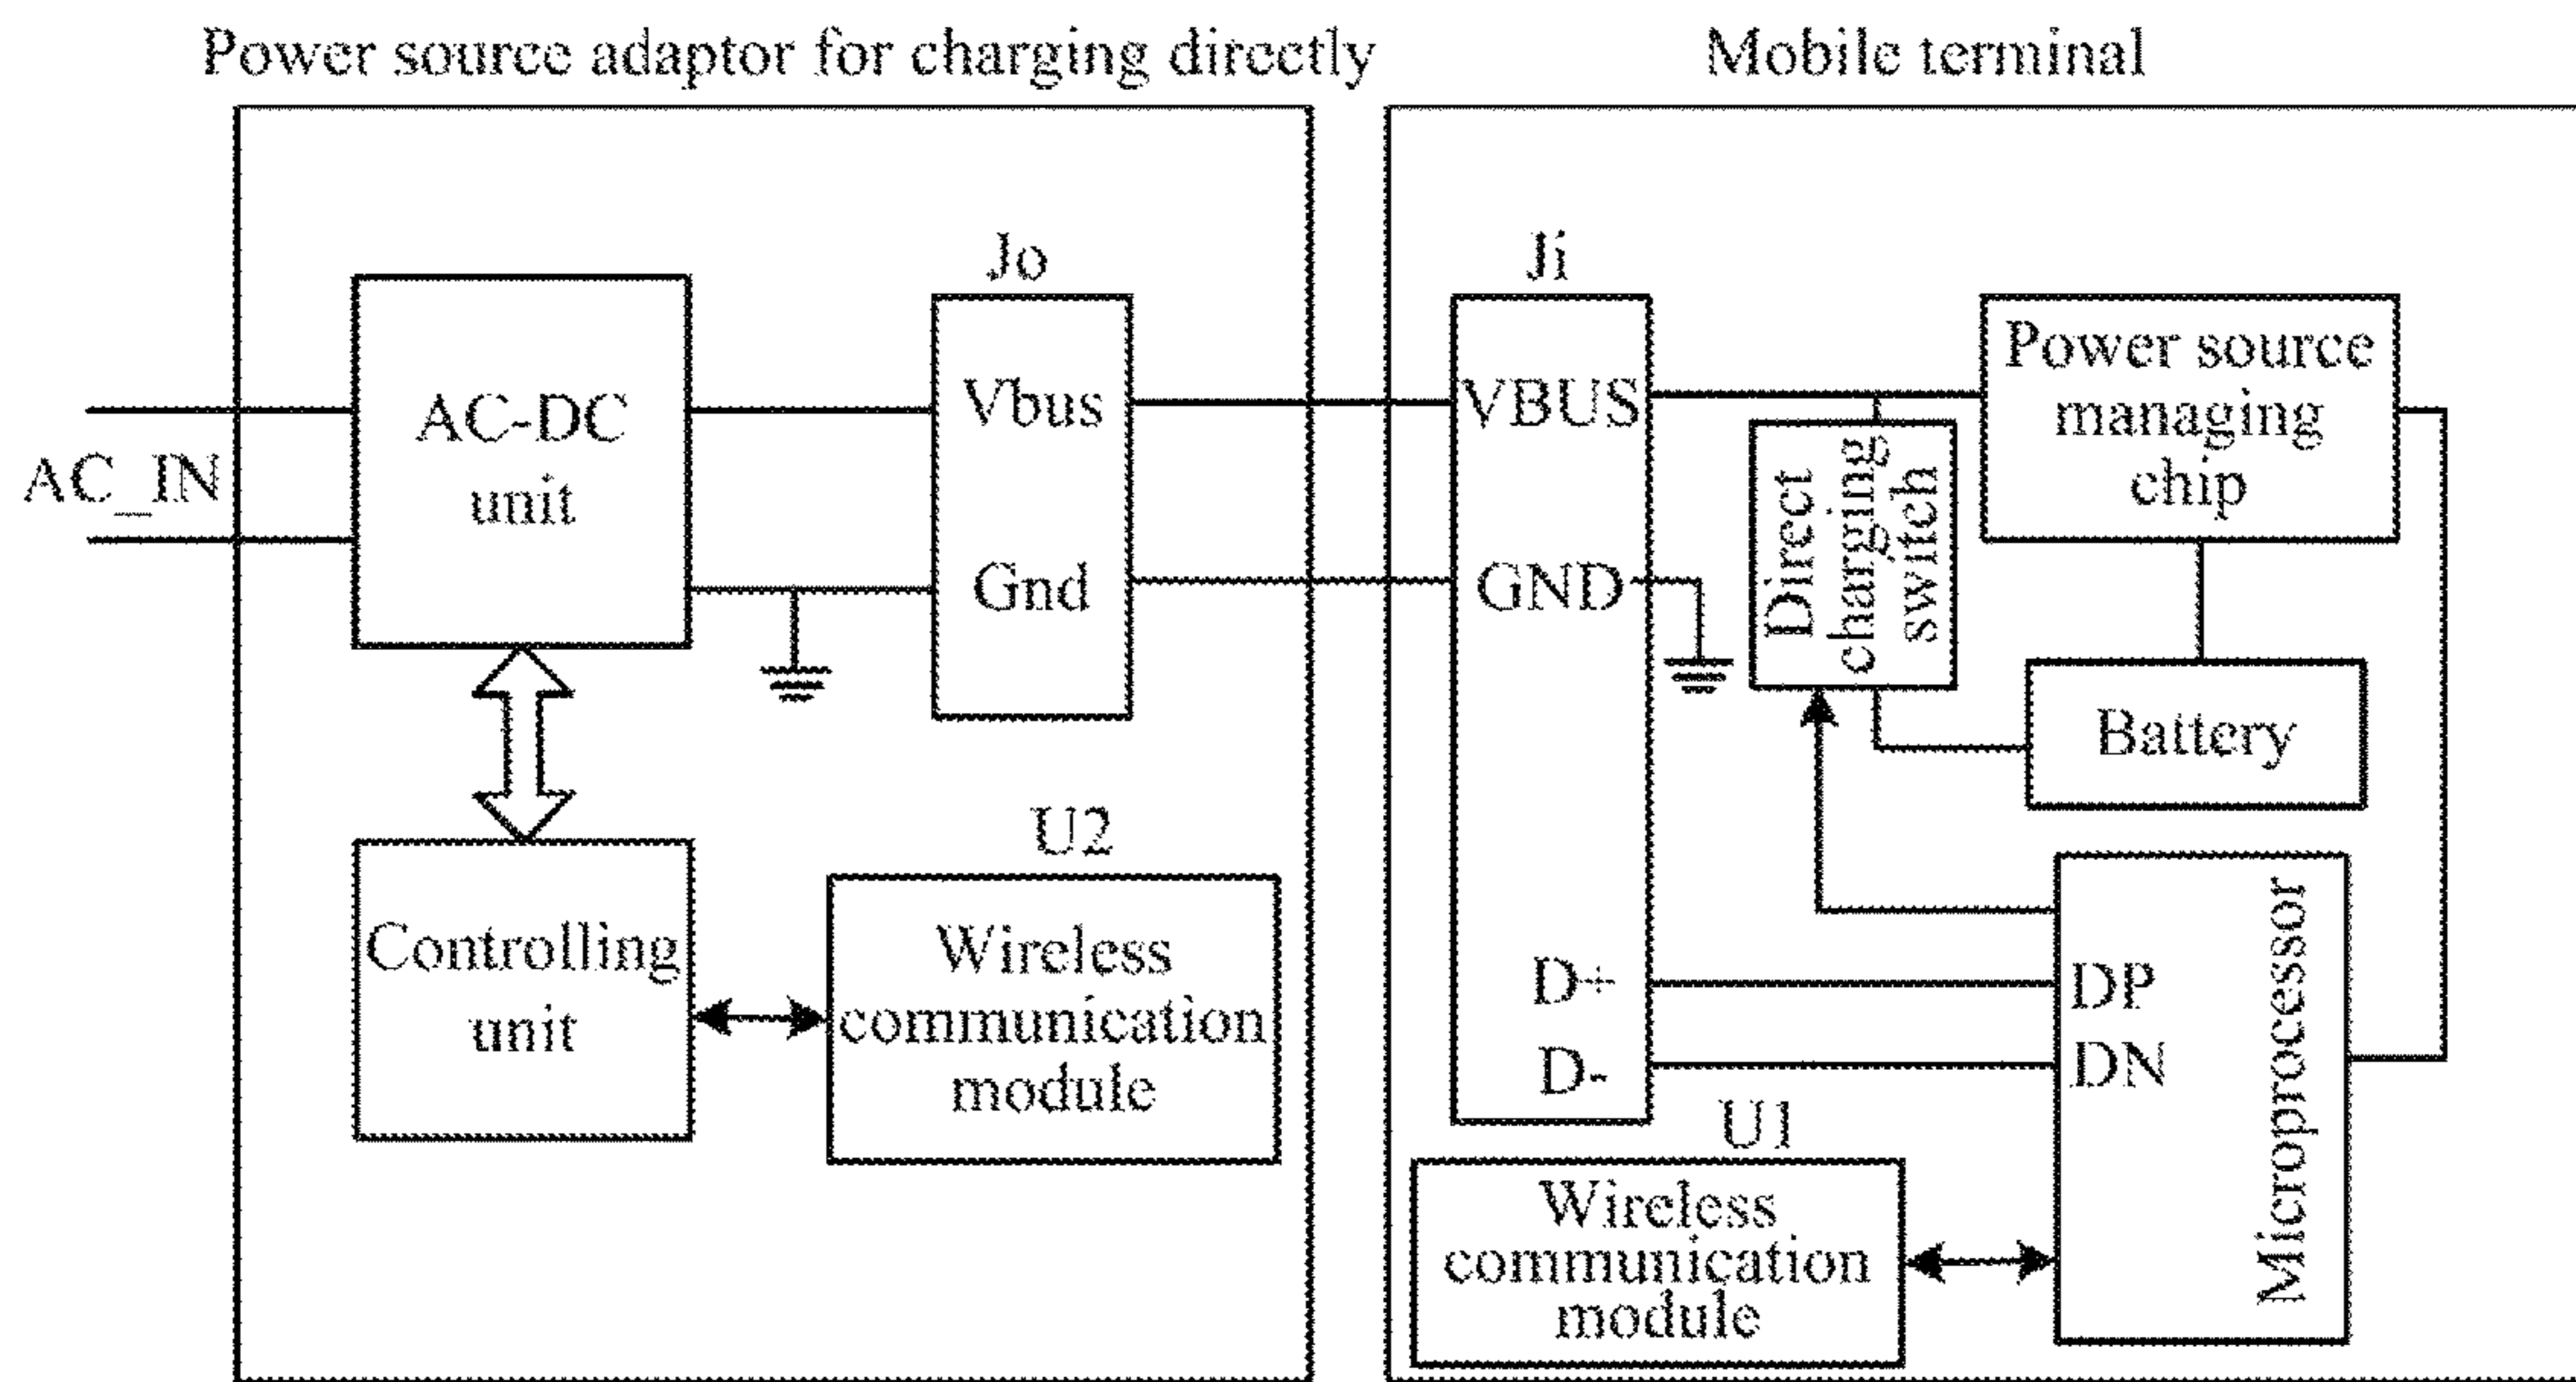 Power source adaptor for charging directly
Mobile terminal
AC_IN
AC-DC
unit
Jo
Vbus
Gnd
Controlling
unit
U2
Wireless
communication
module
Ji
VBUS
GND
D+
D-
Direct
charging
switch
Power source
managing
chip
Battery
DP
DN
Microprocessor
U1
Wireless
communication
module